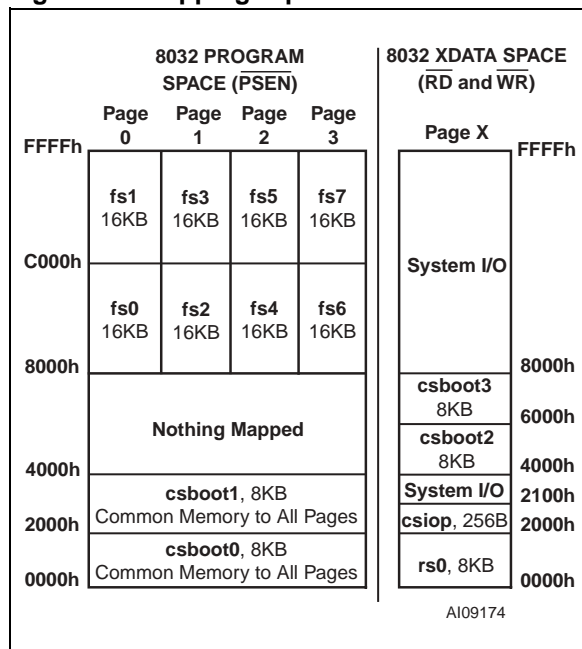 8032 PROGRAM
SPACE (PSEN)
Page
0
Page
1
Page
2
Page
3
FFFFh
fs1
16KB
fs3
16KB
fs5
16KB
fs7
16KB
C000h
fs0
16KB
fs2
16KB
fs4
16KB
fs6
16KB
8000h
Nothing Mapped
4000h
csboot1, 8KB
Common Memory to All Pages
2000h
csboot0, 8KB
Common Memory to All Pages
0000h
8032 XDATA SPACE
(RD and WR)
Page X
FFFFh
System I/O
8000h
csboot3
8KB
6000h
csboot2
8KB
4000h
System I/O
2100h
csiop, 256B
2000h
rs0, 8KB
0000h
AI09174